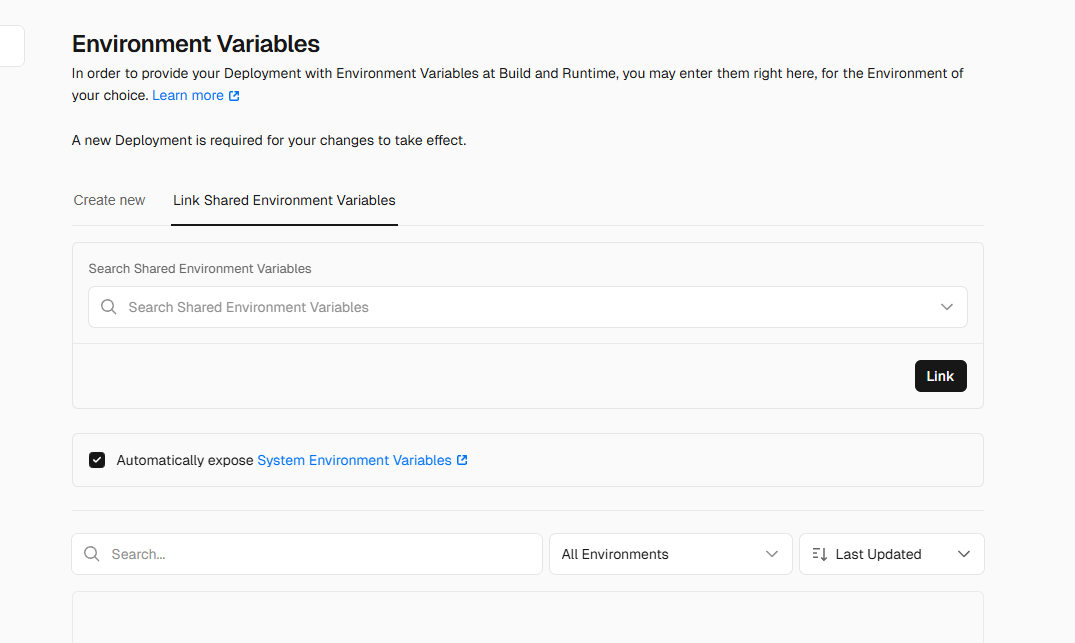 Environment Variables
In order to provide your Deployment with Environment Variables at Build and Runtime, you may enter them right here, for the Environment of
your choice. Learn more
A new Deployment is required for your changes to take effect.
Create new
Link Shared Environment Variables
Search Shared Environment Variables
Search Shared Environment Variables
Link
Automatically expose System Environment Variables
Search...
All Environments
Last Updated